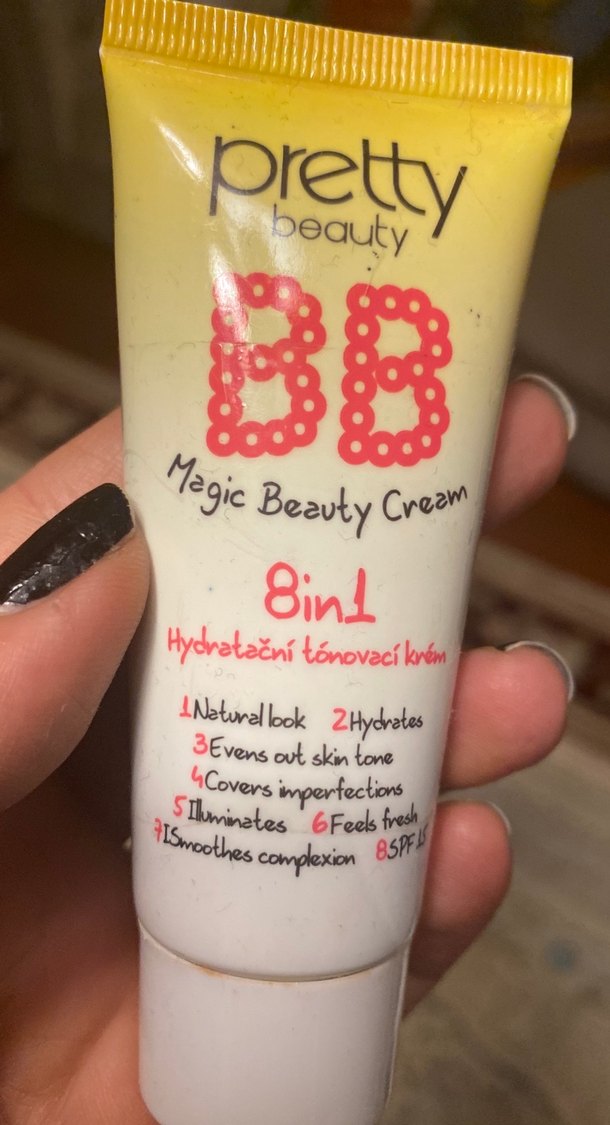 pretty
beauty
BB
Magic Beauty Cream
8in1
Hydratační tónovací krém
1Natural look 2Hydrates
3Evens out skin tone
4Covers imperfections
5Illuminates 6Feels fresh
7ISmoothes complexion 8SPF 15